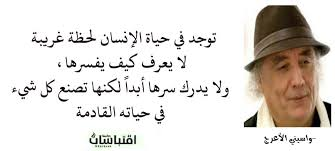 توجد في حياة الإنسان لحظة غريبة
لا يعرف كيف يفسرها ،
ولا يدرك سرها أبداً لكنها تصنع كل شيء
في حياته القادمة
اقتباسات
-واسيني الأعرج